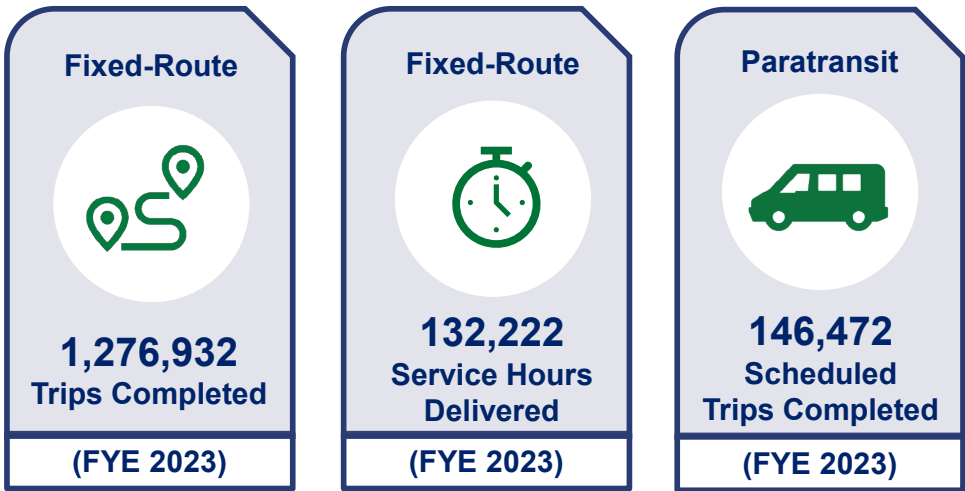 Fixed-Route
1,276,932
Trips Completed
(FYE 2023)
Fixed-Route
132,222
Service Hours
Delivered
(FYE 2023)
Paratransit
146,472
Scheduled
Trips Completed
(FYE 2023)